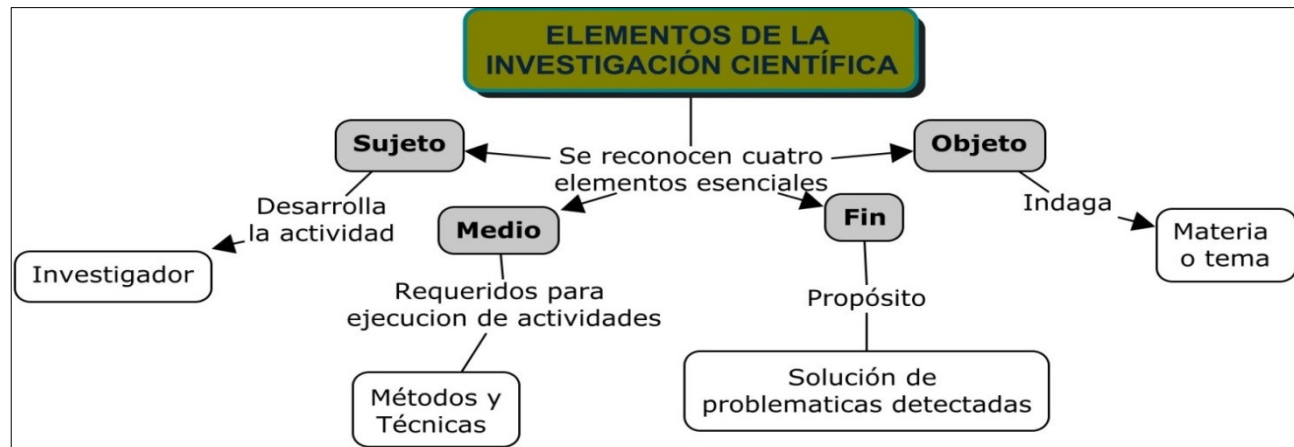 ELEMENTOS DE LA
INVESTIGACIÓN CIENTÍFICA
Se reconocen cuatro
elementos esenciales
Sujeto
Desarrolla
la actividad
Investigador
Medio
Requeridos para
ejecucion de actividades
Métodos y
Técnicas
Fin
Propósito
Solución de
problematicas detectadas
Objeto
Indaga
Materia
o tema